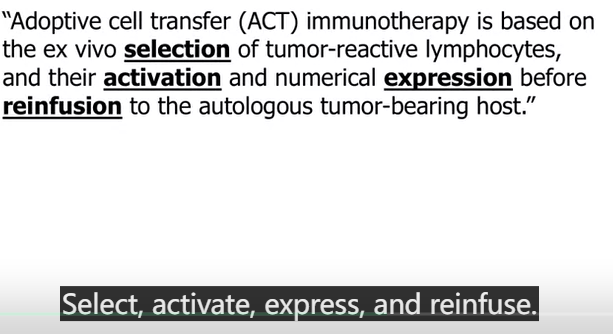 “Adoptive cell transfer (ACT) immunotherapy is based on
the ex vivo selection of tumor-reactive lymphocytes,
and their activation and numerical expression before
reinfusion to the autologous tumor-bearing host.”
Select, activate, express, and reinfuse.